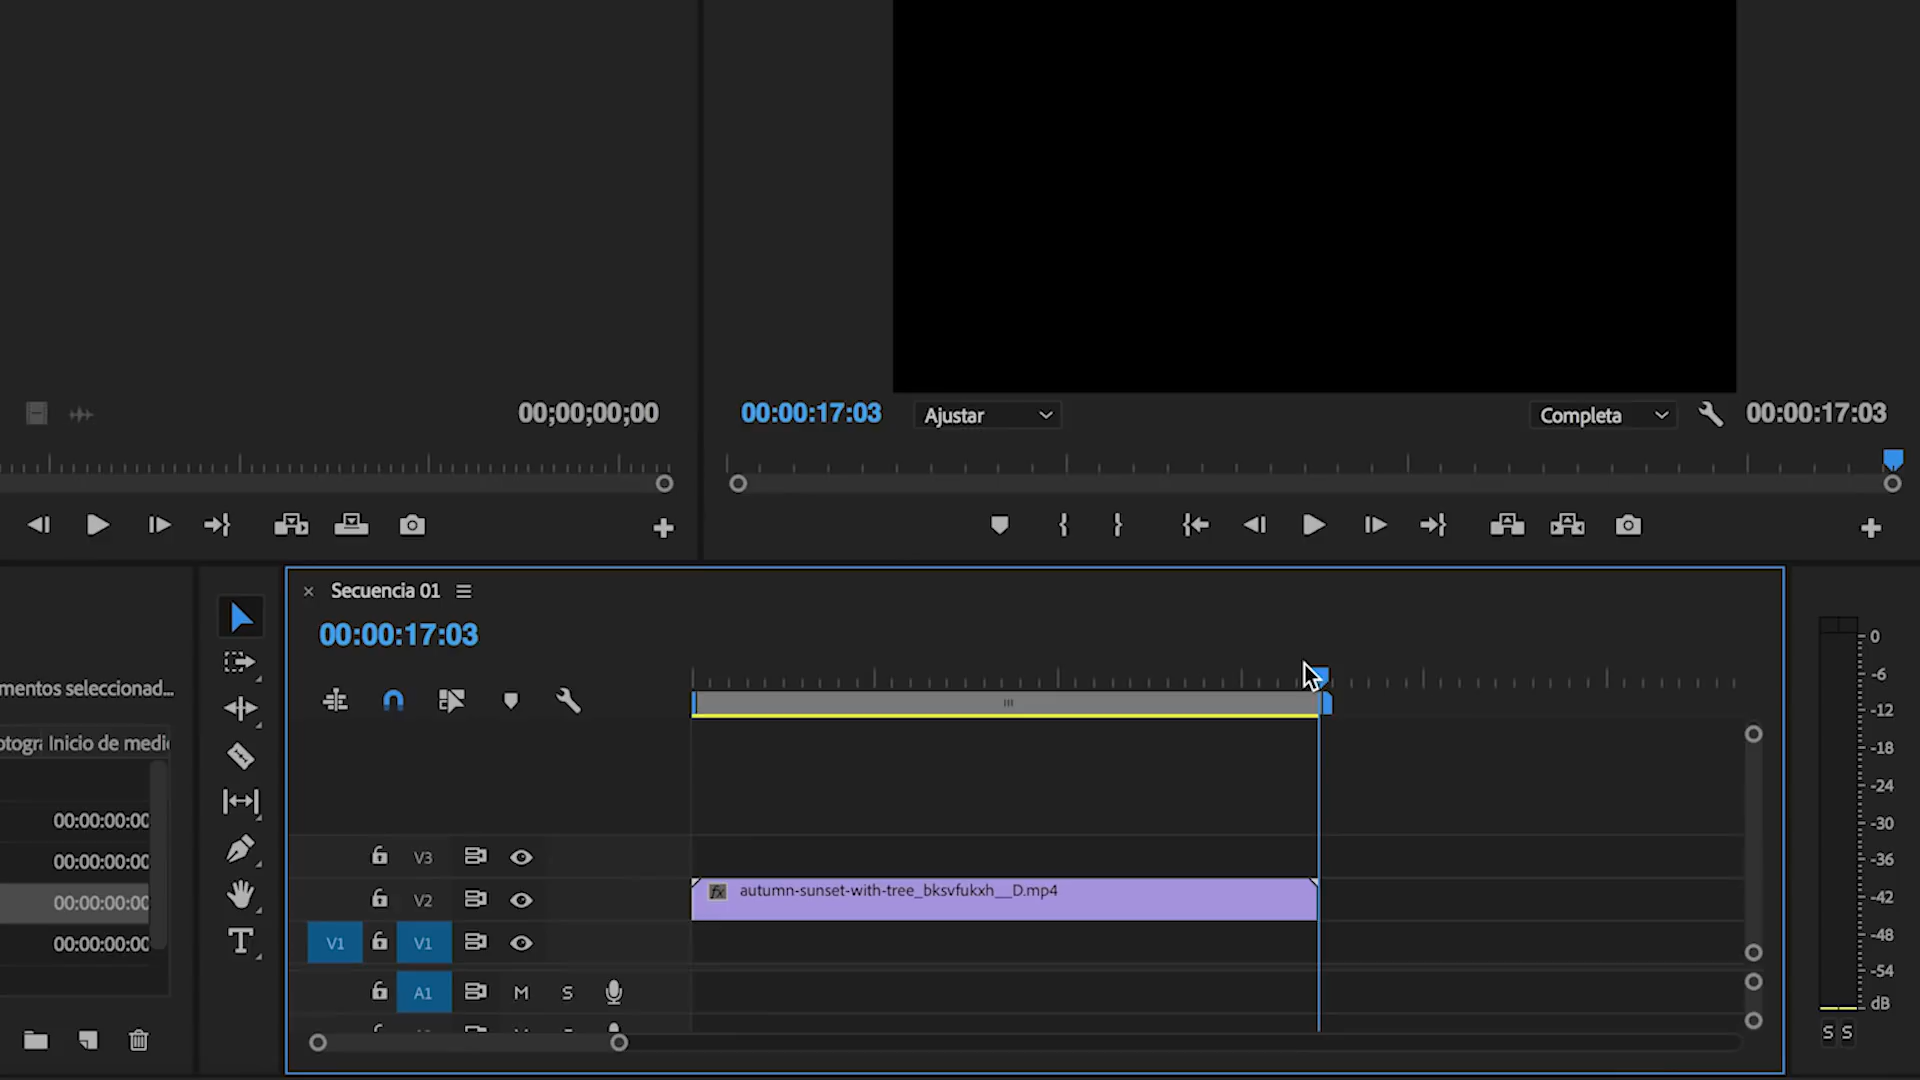 00;00;00;00
00:00:17:03
Ajustar
Completa
00:00:17:03
Secuencia 01
00:00:17:03
mentos seleccionad...
Inicio de medi
00:00:00:00
00:00:00:00
00:00:00:00
00:00:00:00
V3
V2
fx autumn-sunset-with-tree_bksvfukxh__D.mp4
V1 V1
A1 M S
0
-6
-12
-18
-24
-30
-36
-42
-48
-54
dB
S S